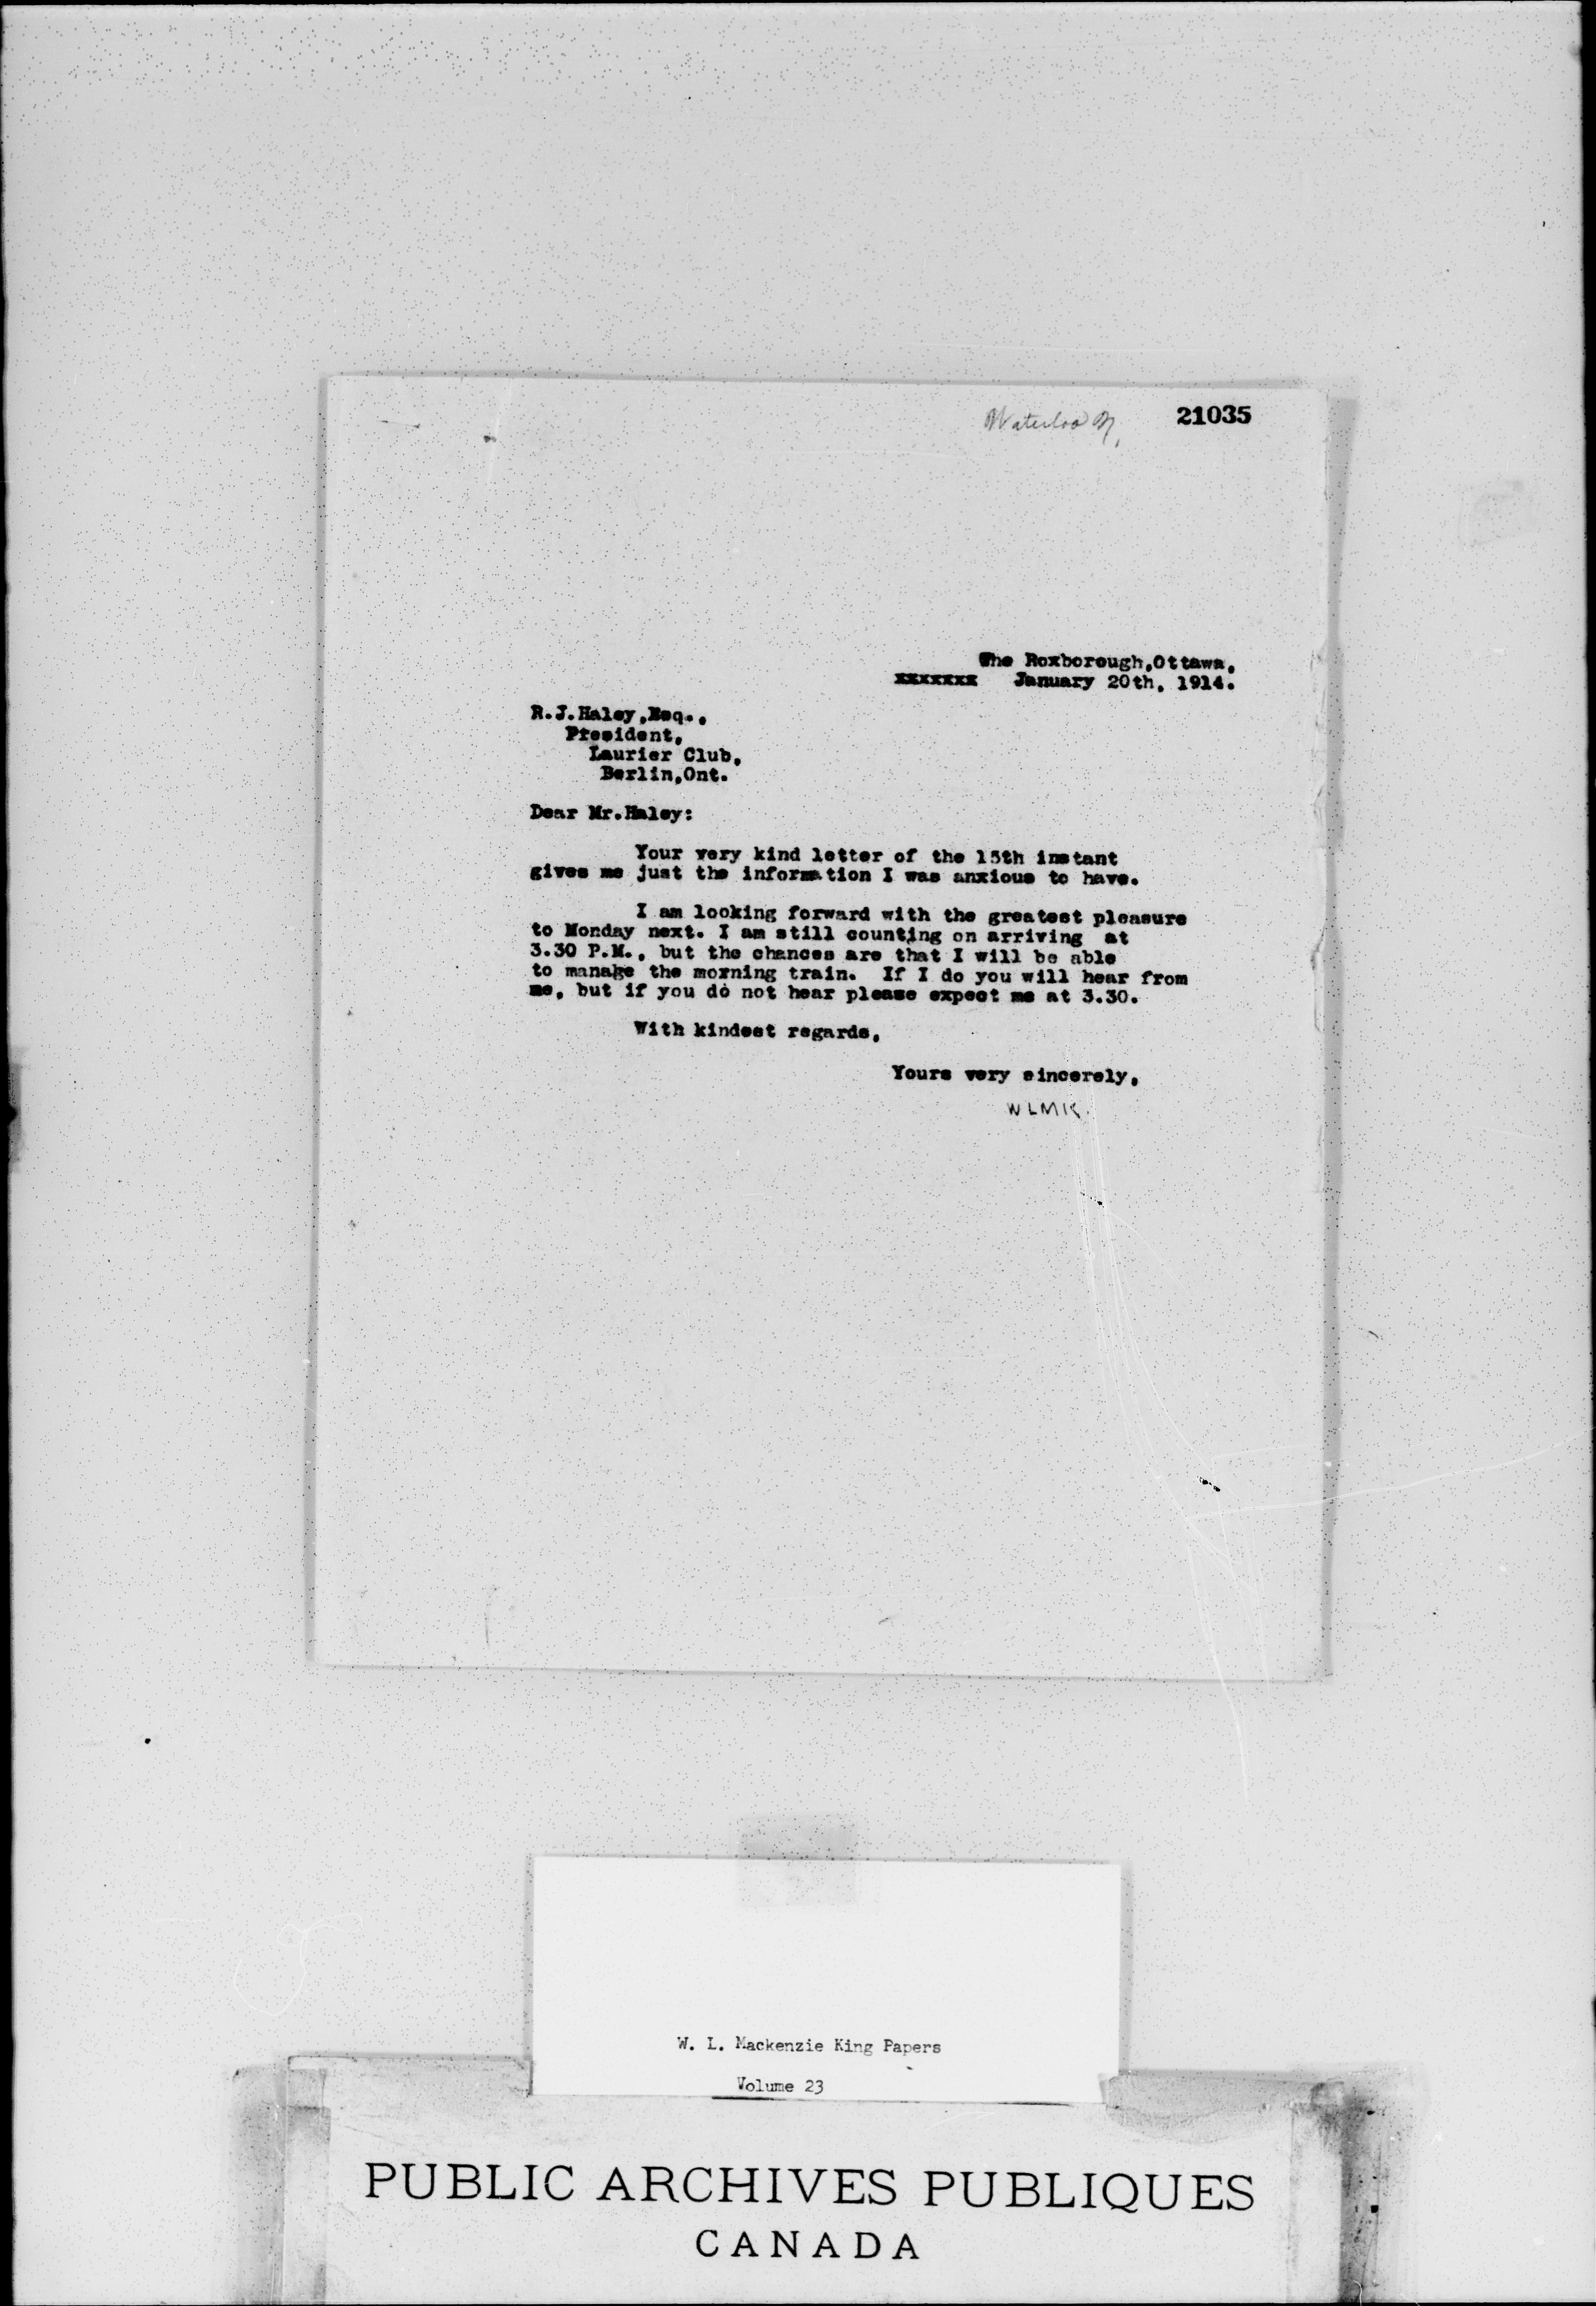 Waterloo N. 21035
The Roxborough,Ottawa,
xxxxxxx January 20th, 1914.
R.J.Haley,Esq.,
President,
Laurier Club,
Berlin,Ont.
Dear Mr.Haley:
Your very kind letter of the 15th instant
gives me just the information I was anxious to have.
I am looking forward with the greatest pleasure
to Monday next. I am still counting on arriving at
3.30 P.M., but the chances are that I will be able
to manage the morning train. If I do you will hear from
me, but if you do not hear please expect me at 3.30.
With kindest regards,
Yours very sincerely,
WLMK.
W. L. Mackenzie King Papers
Volume 23
PUBLIC ARCHIVES PUBLIQUES
CANADA